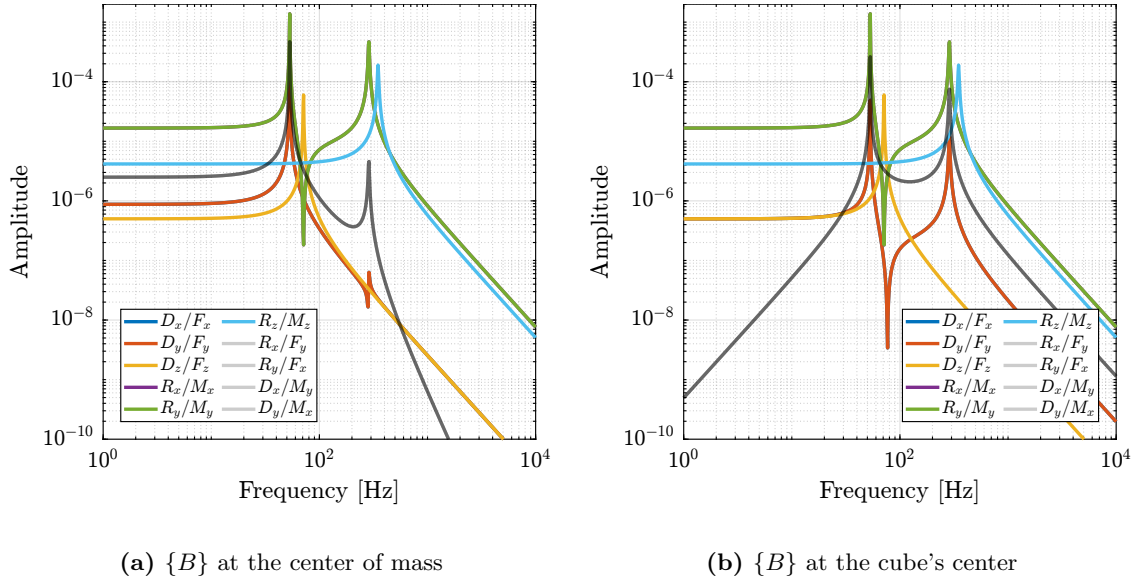 Amplitude
10^{-4}
10^{-6}
10^{-8}
10^{-10}
D_x/F_x
D_y/F_y
D_z/F_z
R_x/M_x
R_y/M_y
R_z/M_z
R_x/F_y
R_y/F_x
D_x/M_y
D_y/M_x
10^0 10^2 10^4
Frequency [Hz]
(a) {B} at the center of mass
Amplitude
10^{-4}
10^{-6}
10^{-8}
10^{-10}
D_x/F_x
D_y/F_y
D_z/F_z
R_x/M_x
R_y/M_y
R_z/M_z
R_x/F_y
R_y/F_x
D_x/M_y
D_y/M_x
10^0 10^2 10^4
Frequency [Hz]
(b) {B} at the cube's center